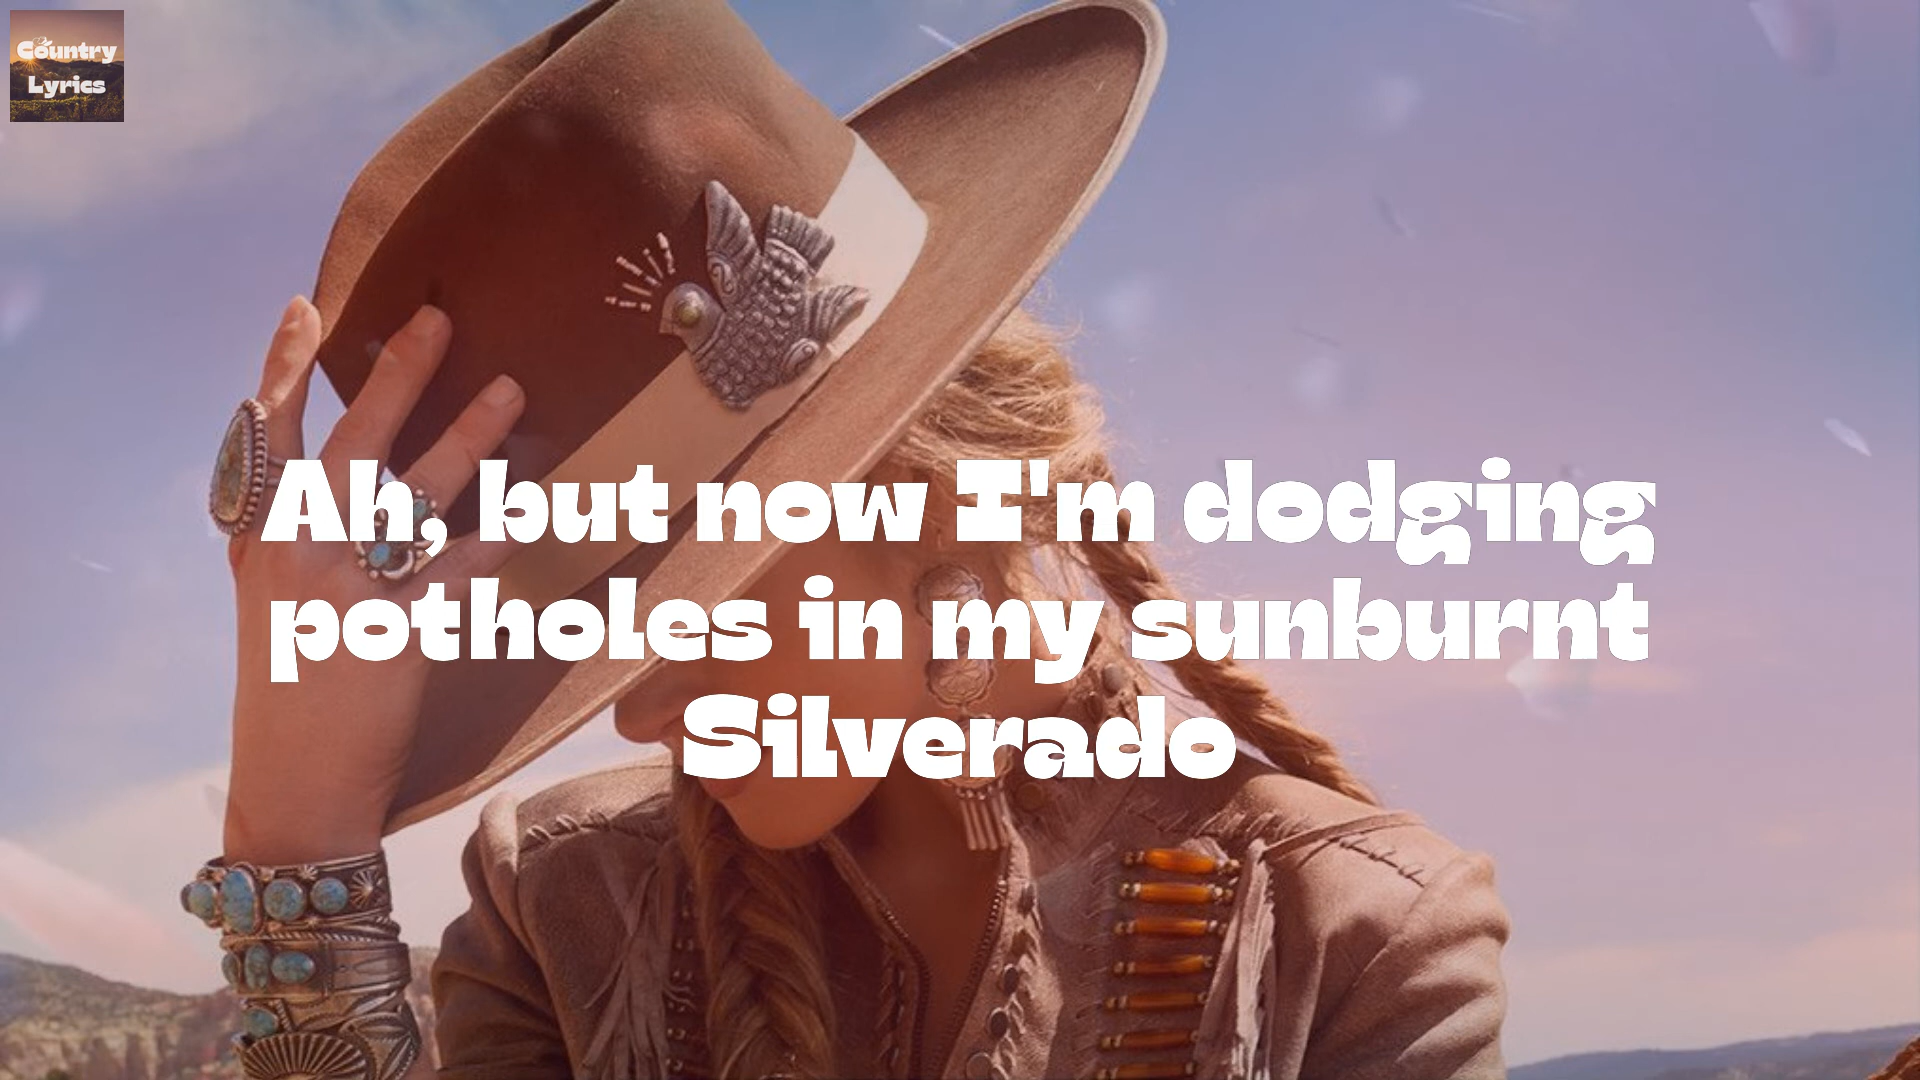 Country
Lyrics
Ah, but now I'm dodging
potholes in my sunburnt
Silverado